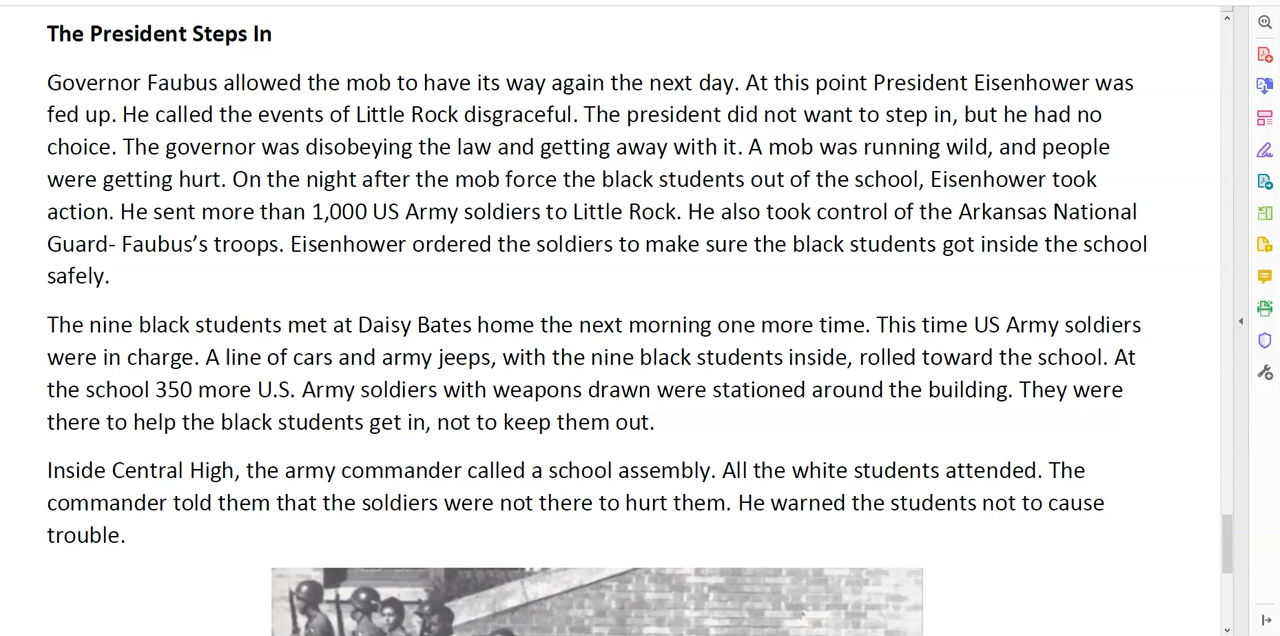 The President Steps In
Governor Faubus allowed the mob to have its way again the next day. At this point President Eisenhower was
fed up. He called the events of Little Rock disgraceful. The president did not want to step in, but he had no
choice. The governor was disobeying the law and getting away with it. A mob was running wild, and people
were getting hurt. On the night after the mob force the black students out of the school, Eisenhower took
action. He sent more than 1,000 US Army soldiers to Little Rock. He also took control of the Arkansas National
Guard- Faubus’s troops. Eisenhower ordered the soldiers to make sure the black students got inside the school
safely.
The nine black students met at Daisy Bates home the next morning one more time. This time US Army soldiers
were in charge. A line of cars and army jeeps, with the nine black students inside, rolled toward the school. At
the school 350 more U.S. Army soldiers with weapons drawn were stationed around the building. They were
there to help the black students get in, not to keep them out.
Inside Central High, the army commander called a school assembly. All the white students attended. The
commander told them that the soldiers were not there to hurt them. He warned the students not to cause
trouble.